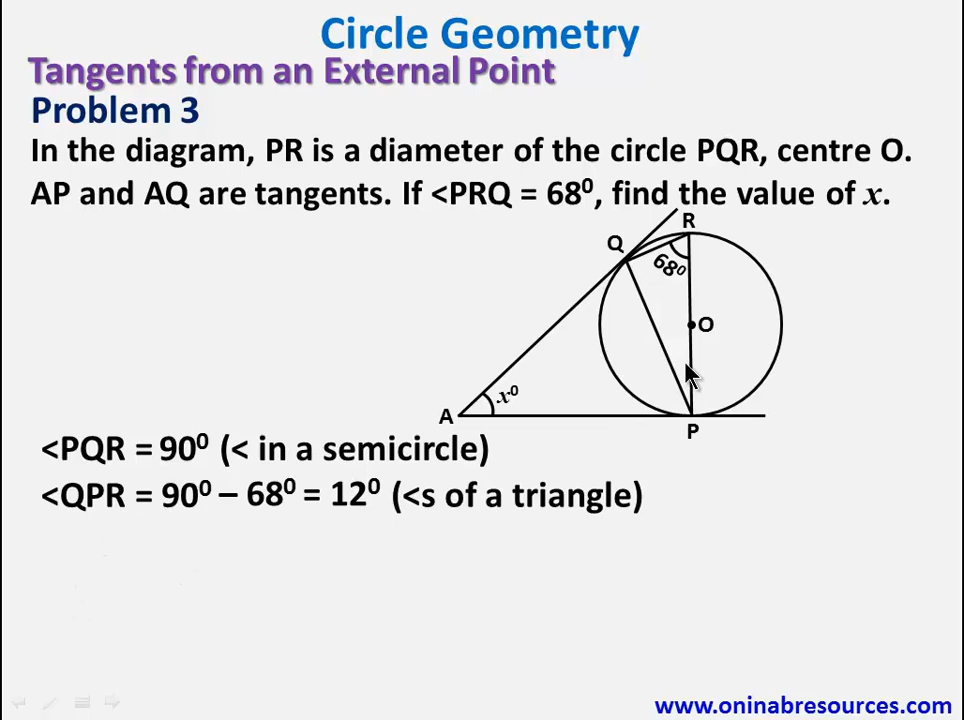 Circle Geometry
Tangents from an External Point
Problem 3
In the diagram, PR is a diameter of the circle PQR, centre O.
AP and AQ are tangents. If <PRQ = 68⁰, find the value of x.
R
Q
68⁰
O
x⁰
A
P
<PQR = 90⁰ (< in a semicircle)
<QPR = 90⁰ – 68⁰ = 12⁰ (<s of a triangle)
www.oninabresources.com